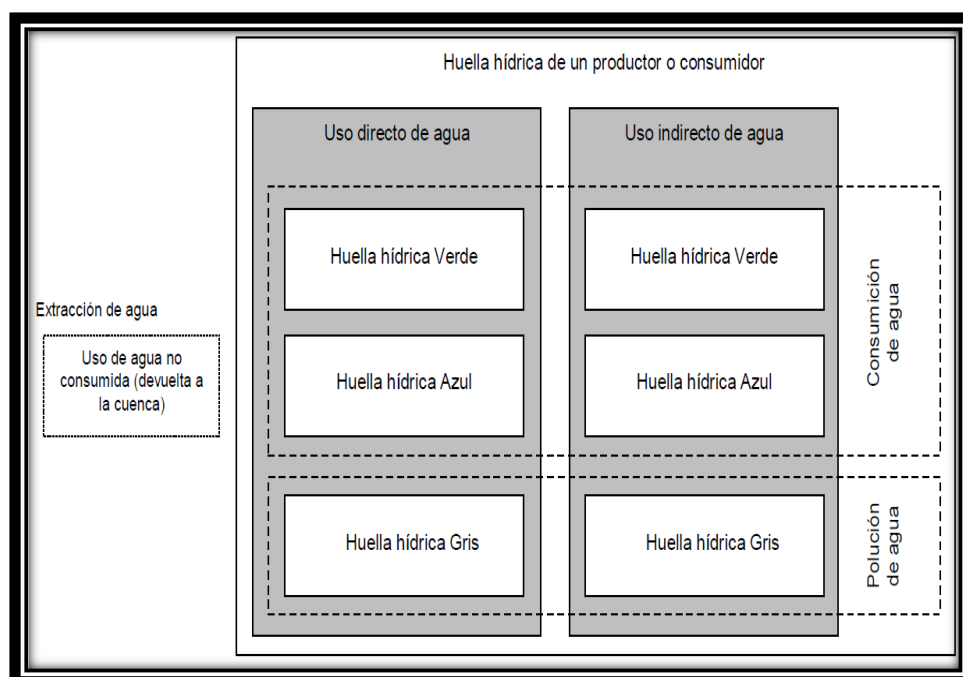 Huella hídrica de un productor o consumidor
Uso directo de agua
Uso indirecto de agua
Huella hídrica Verde
Huella hídrica Verde
Consumición
de agua
Extracción de agua
Uso de agua no
consumida (devuelta a
la cuenca)
Huella hídrica Azul
Huella hídrica Azul
Huella hídrica Gris
Huella hídrica Gris
Polución
de agua